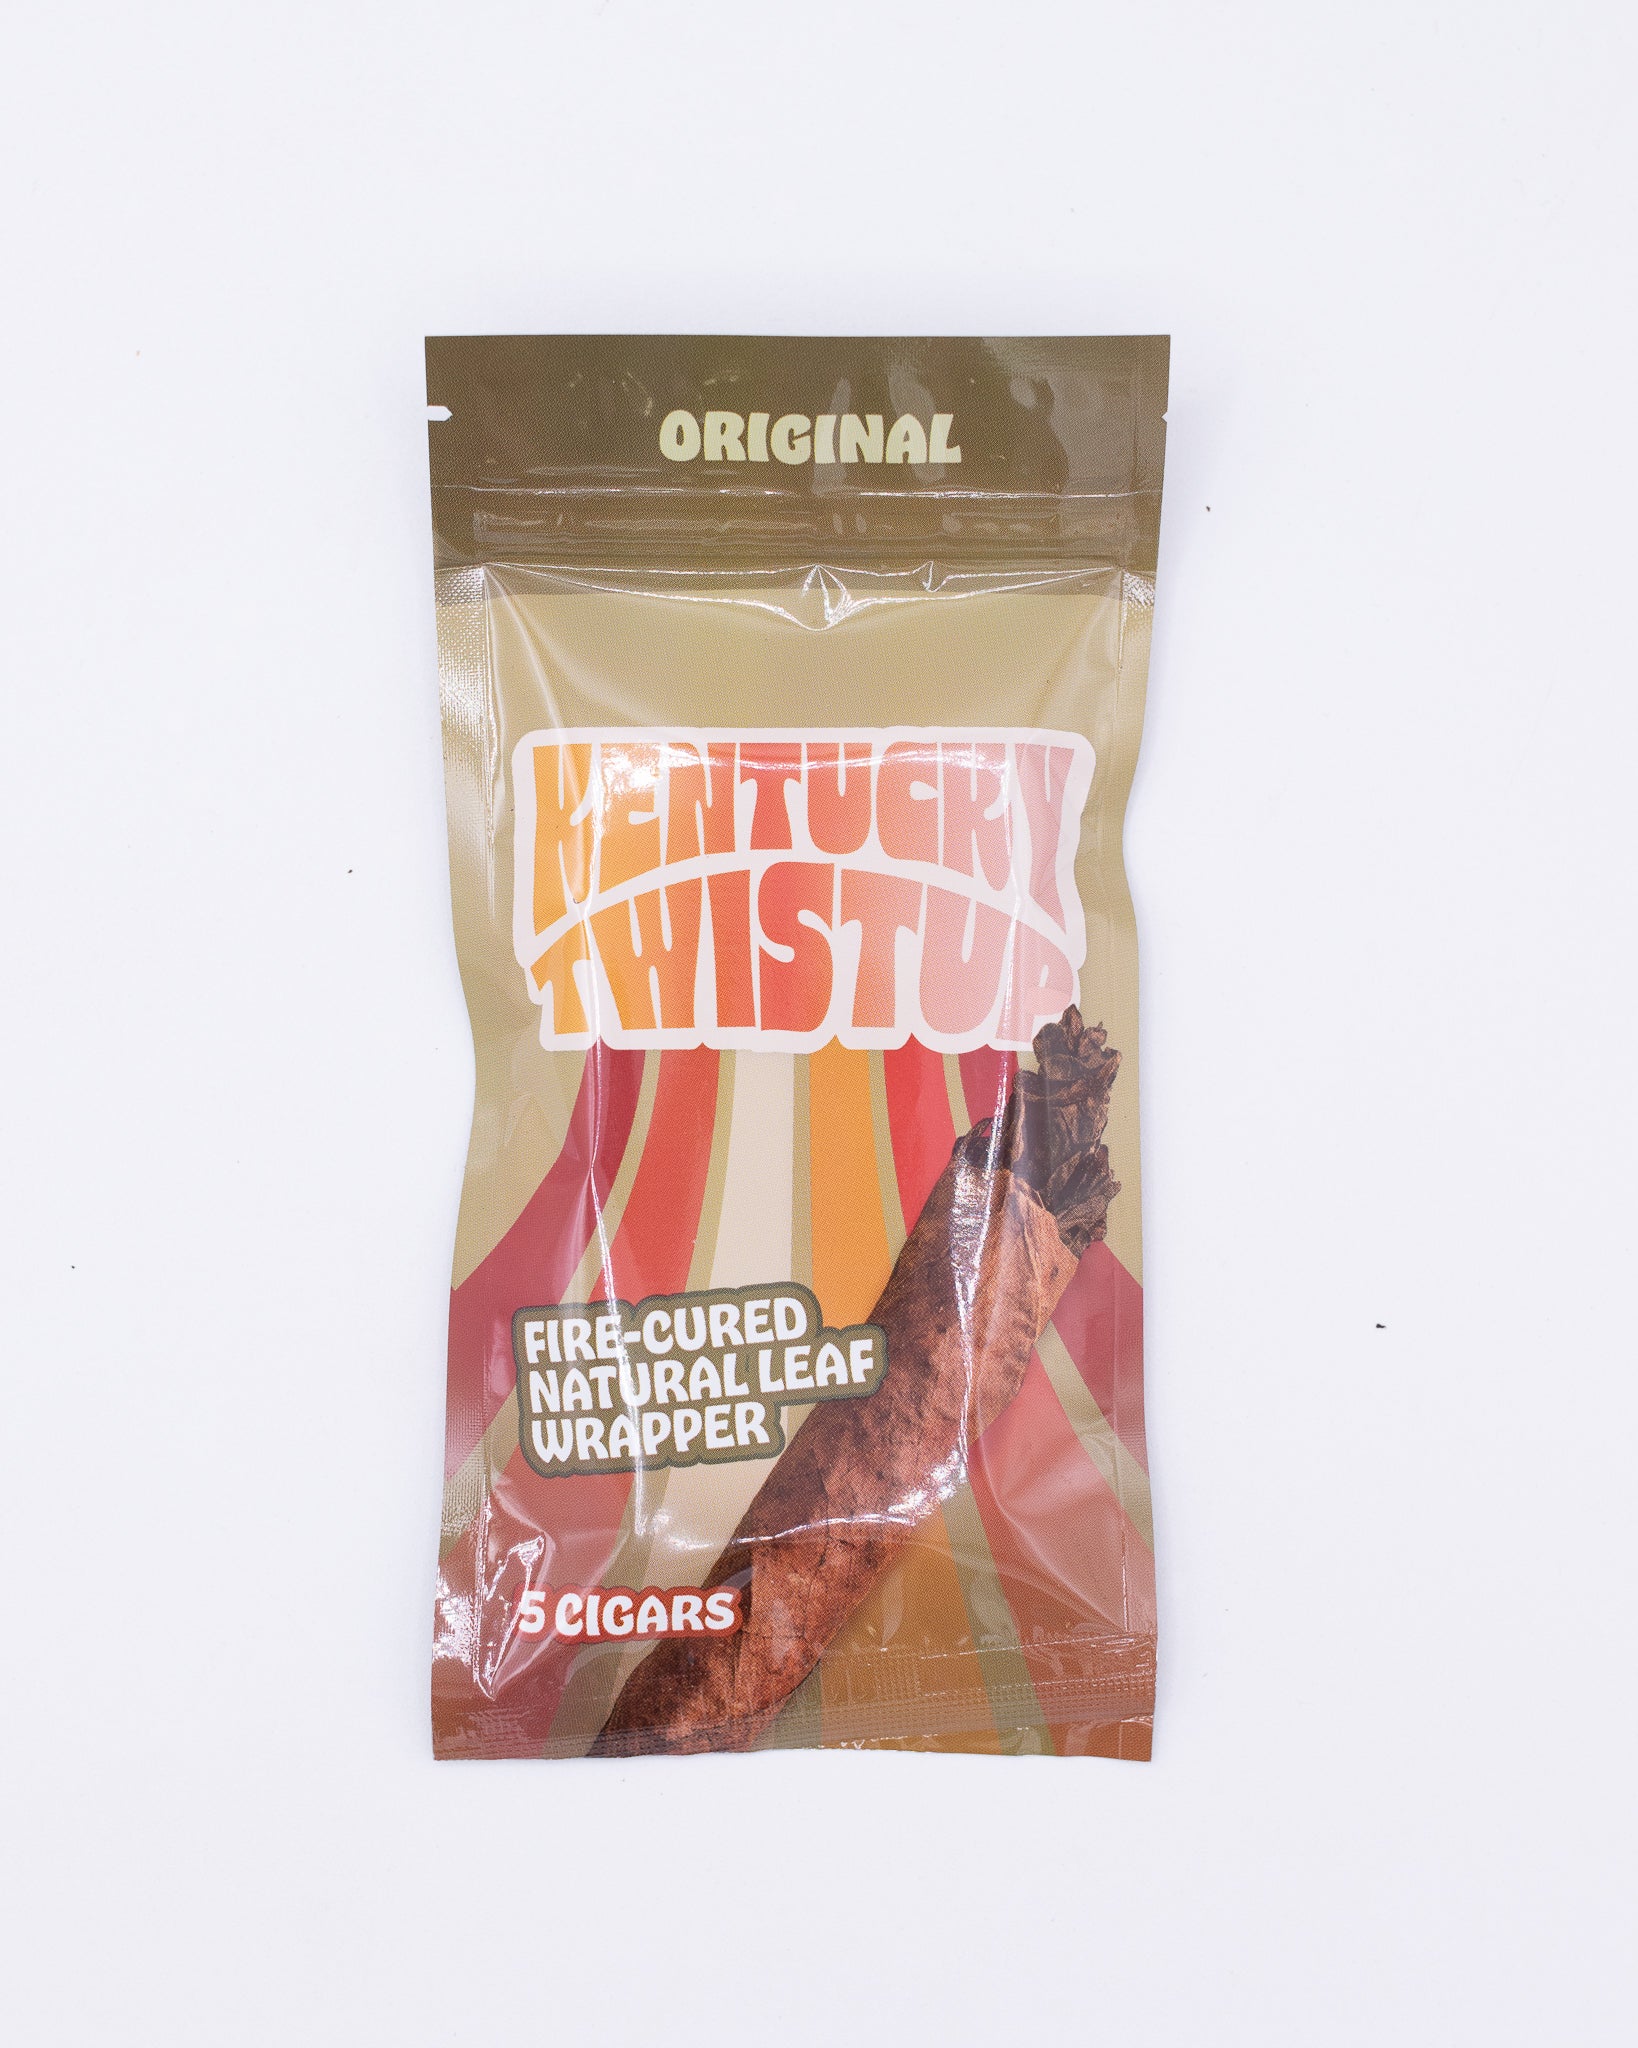 ORIGINAL
KENTUCKY
TWISTUP
FIRE-CURED
NATURAL LEAF
WRAPPER
5 CIGARS